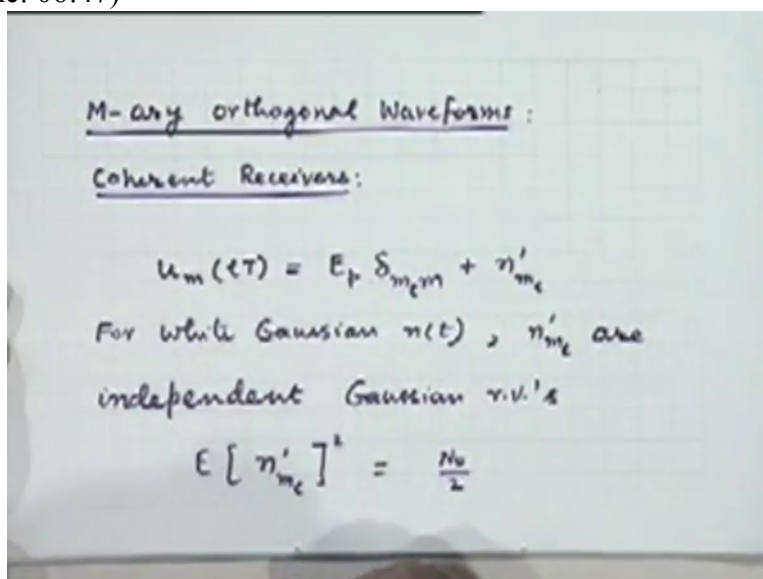 M-ary orthogonal Waveforms :
Coherent Receivers:
u_m(ℓT) = E_p δ_{m_ℓ m} + n'_{m_ℓ}
For white Gaussian n(t) , n'_{m_ℓ} are
independent Gaussian r.v.'s
E [ n'_{m_ℓ} ]^2 = N_0/2